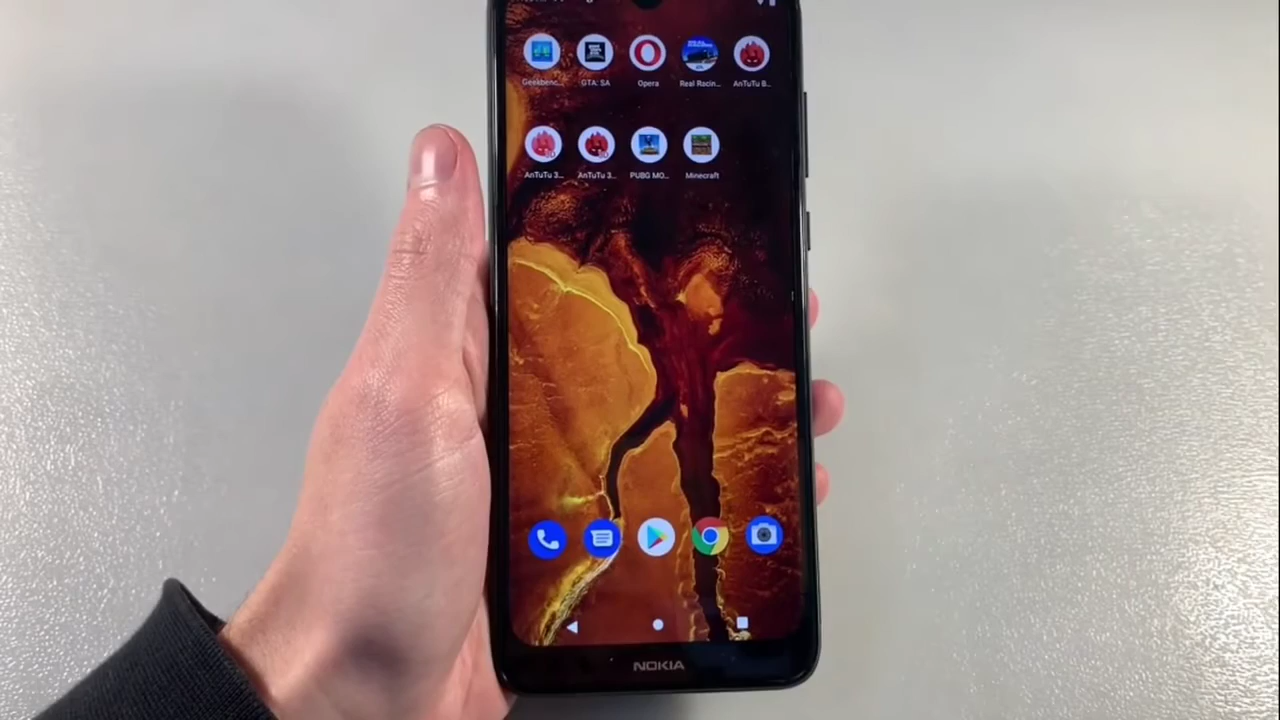 Geekbenc...
GTA: SA
Opera
Real Racin...
AnTuTu B...
AnTuTu 3...
AnTuTu 3...
PUBG MO...
Minecraft
NOKIA